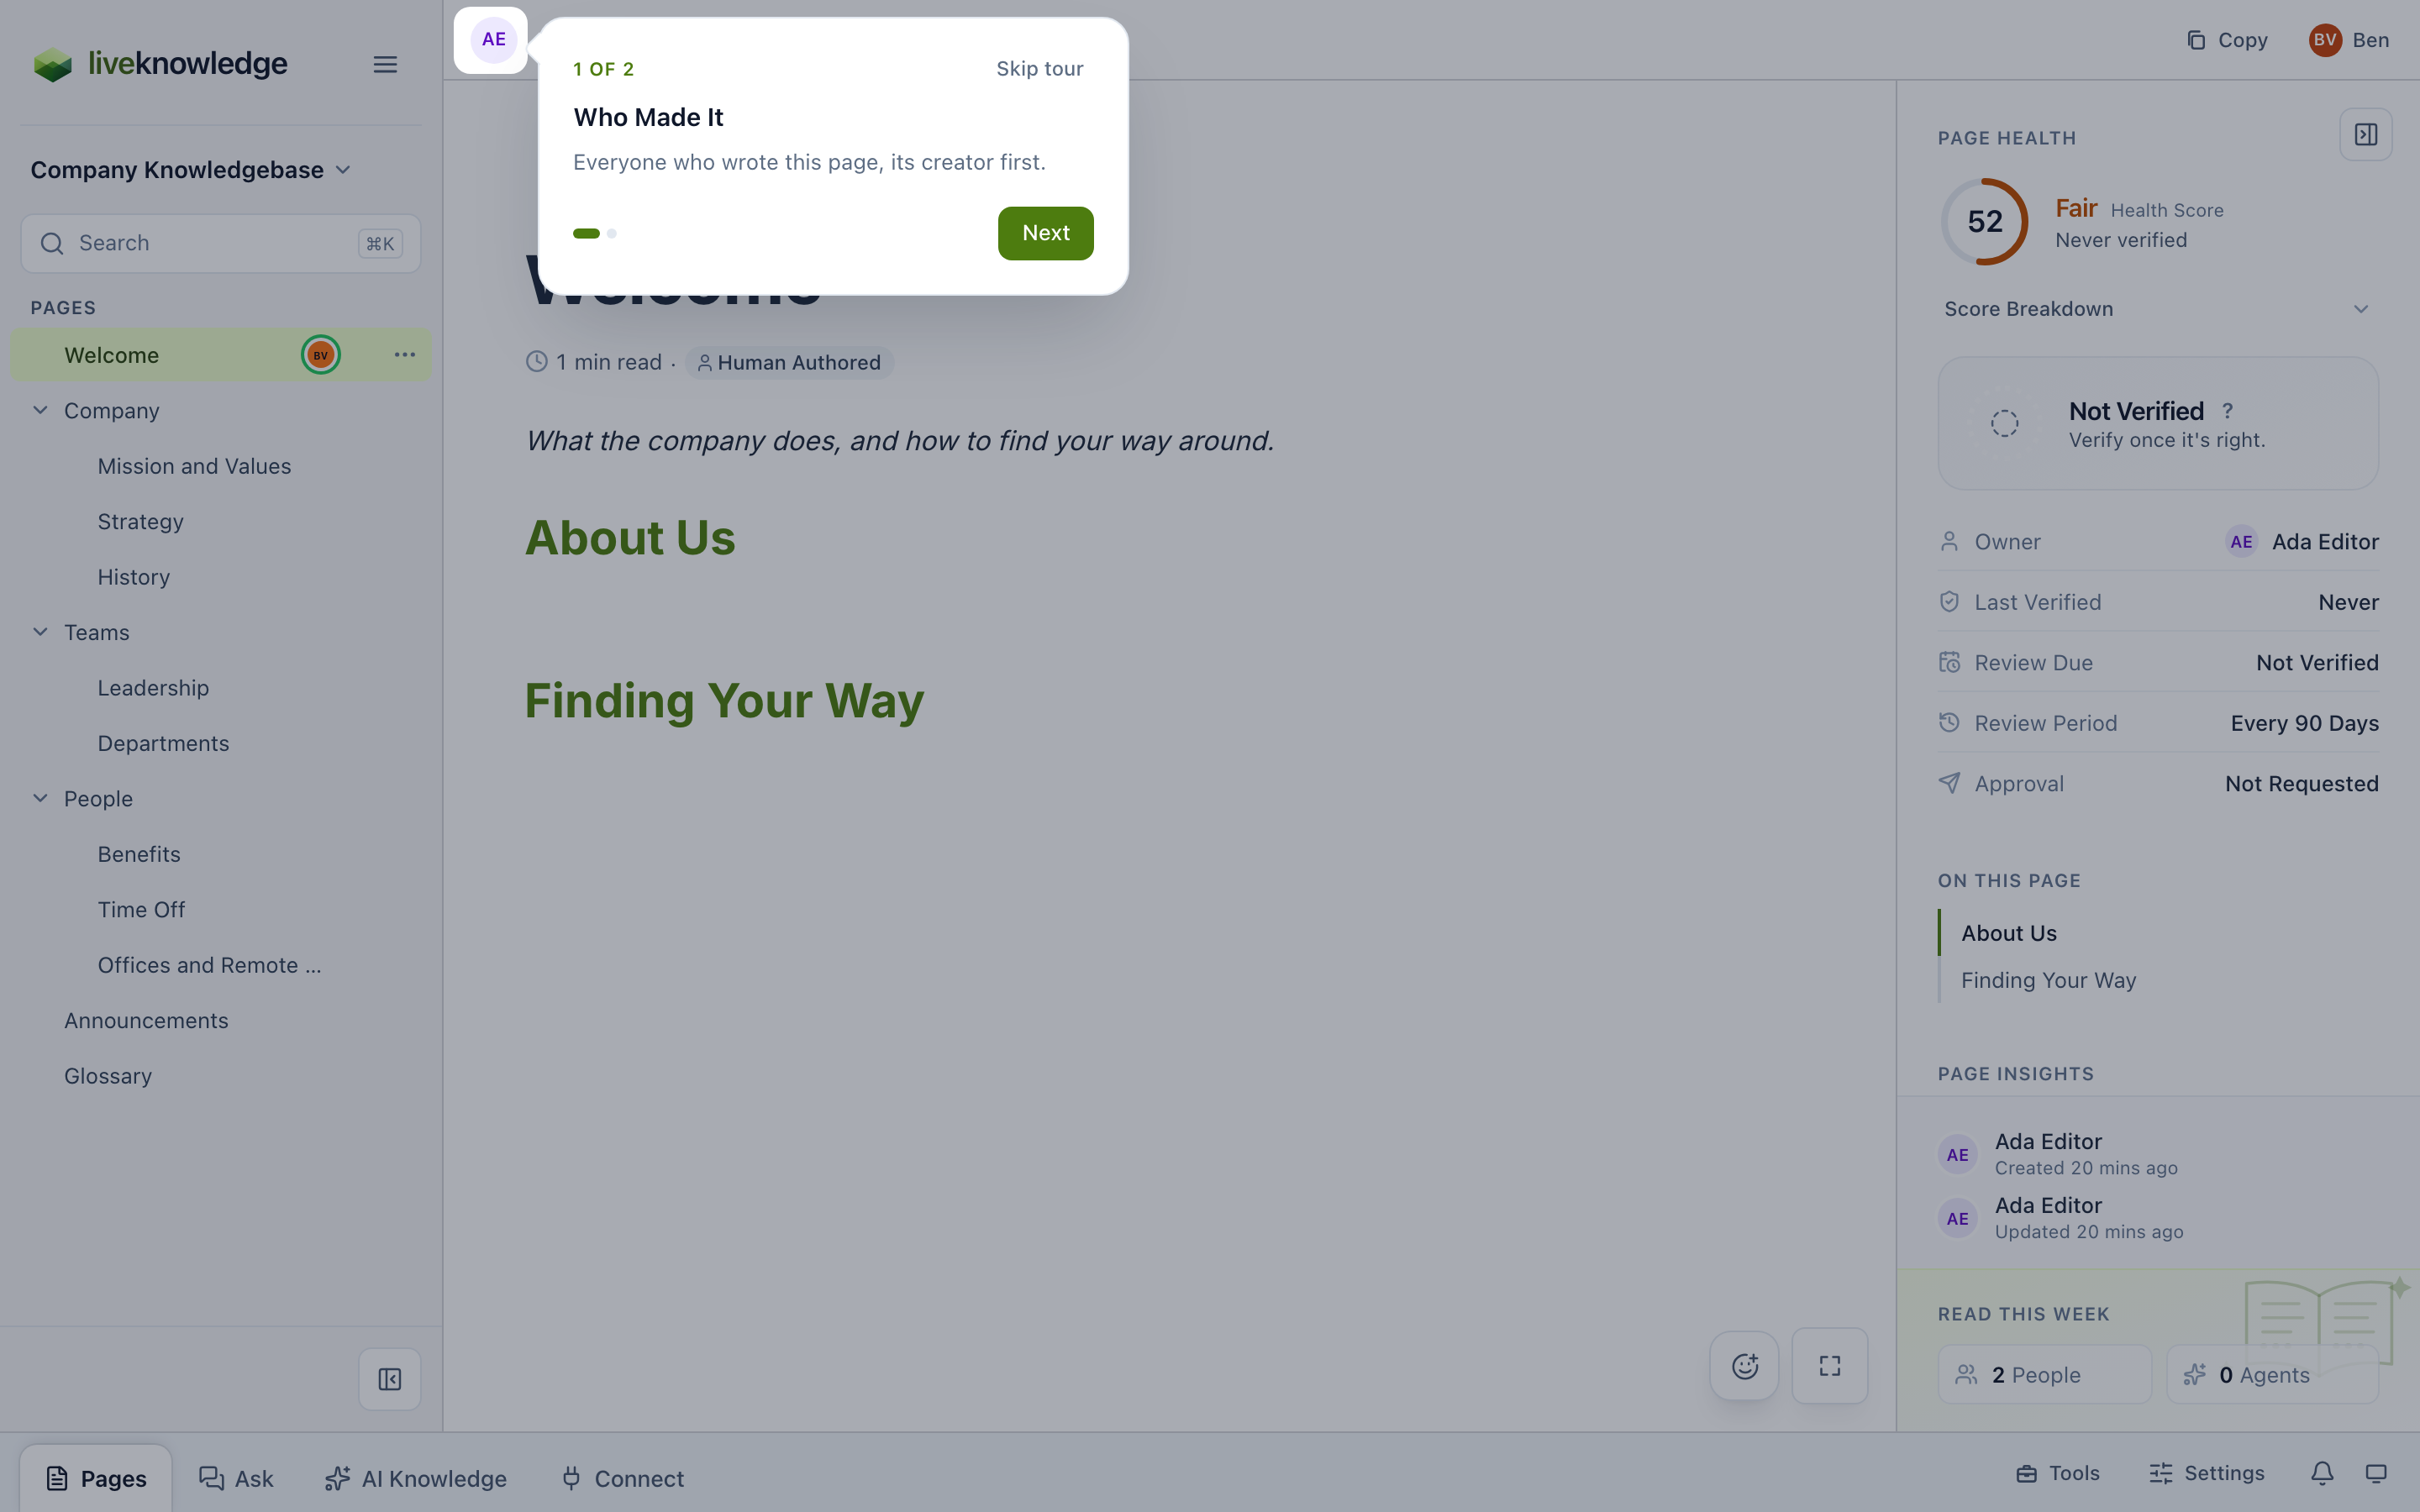 liveknowledge
Company Knowledgebase
Search
⌘K
PAGES
Welcome
BV
Company
Mission and Values
Strategy
History
Teams
Leadership
Departments
People
Benefits
Time Off
Offices and Remote ...
Announcements
Glossary
AE
1 OF 2
Skip tour
Who Made It
Everyone who wrote this page, its creator first.
Next
Copy
BV
Ben
Welcome
1 min read · Human Authored
What the company does, and how to find your way around.
About Us
Finding Your Way
PAGE HEALTH
52
Fair Health Score
Never verified
Score Breakdown
Not Verified ?
Verify once it's right.
Owner AE Ada Editor
Last Verified Never
Review Due Not Verified
Review Period Every 90 Days
Approval Not Requested
ON THIS PAGE
About Us
Finding Your Way
PAGE INSIGHTS
AE
Ada Editor
Created 20 mins ago
AE
Ada Editor
Updated 20 mins ago
READ THIS WEEK
2 People
0 Agents
Pages
Ask
AI Knowledge
Connect
Tools
Settings